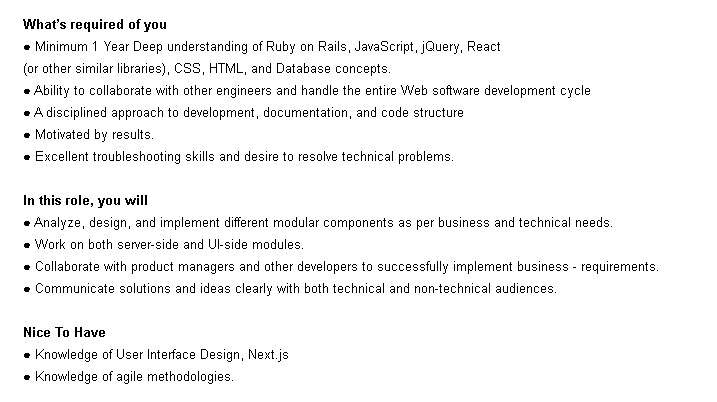 What's required of you
● Minimum 1 Year Deep understanding of Ruby on Rails, JavaScript, jQuery, React
(or other similar libraries), CSS, HTML, and Database concepts.
● Ability to collaborate with other engineers and handle the entire Web software development cycle
● A disciplined approach to development, documentation, and code structure
● Motivated by results.
● Excellent troubleshooting skills and desire to resolve technical problems.
In this role, you will
● Analyze, design, and implement different modular components as per business and technical needs.
● Work on both server-side and UI-side modules.
● Collaborate with product managers and other developers to successfully implement business - requirements.
● Communicate solutions and ideas clearly with both technical and non-technical audiences.
Nice To Have
● Knowledge of User Interface Design, Next.js
● Knowledge of agile methodologies.